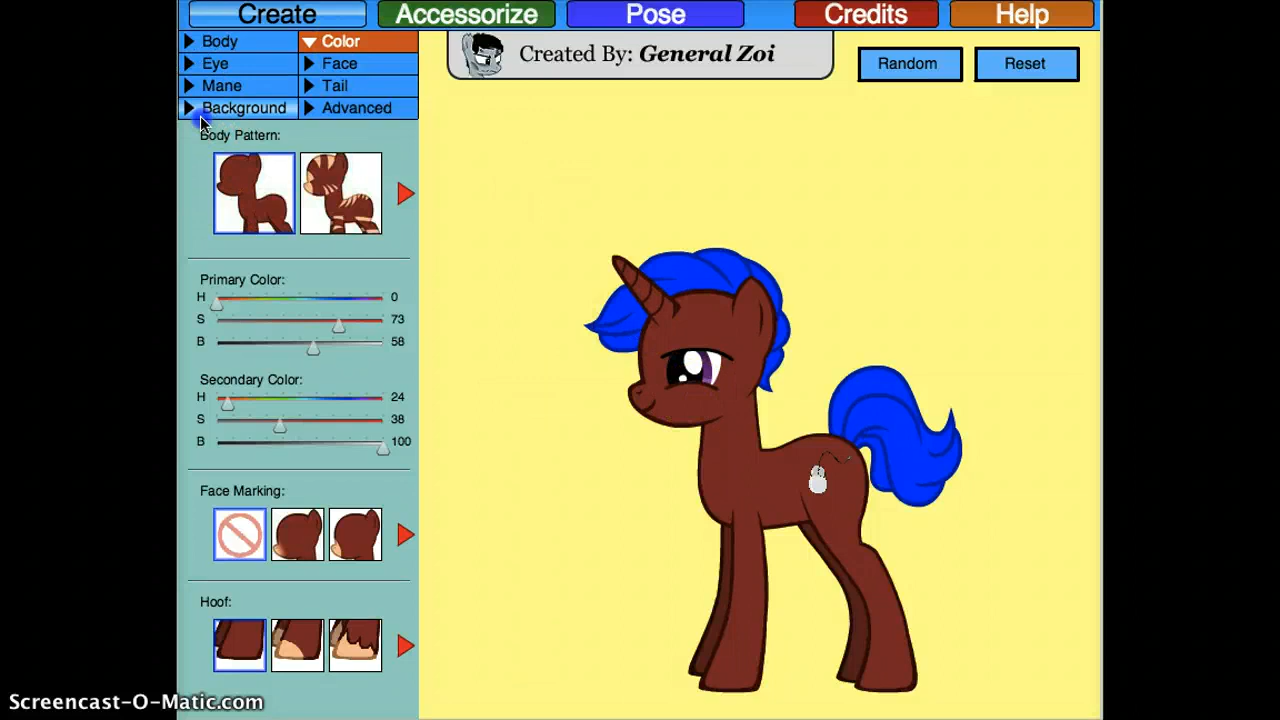 Create Accessorize Pose Credits Help
Body Color
Eye Face
Mane Tail
Background Advanced
Created By: General Zoi
Random Reset
Body Pattern:
Primary Color:
H 0
S 73
B 58
Secondary Color:
H 24
S 38
B 100
Face Marking:
Hoof:
Screencast-O-Matic.com